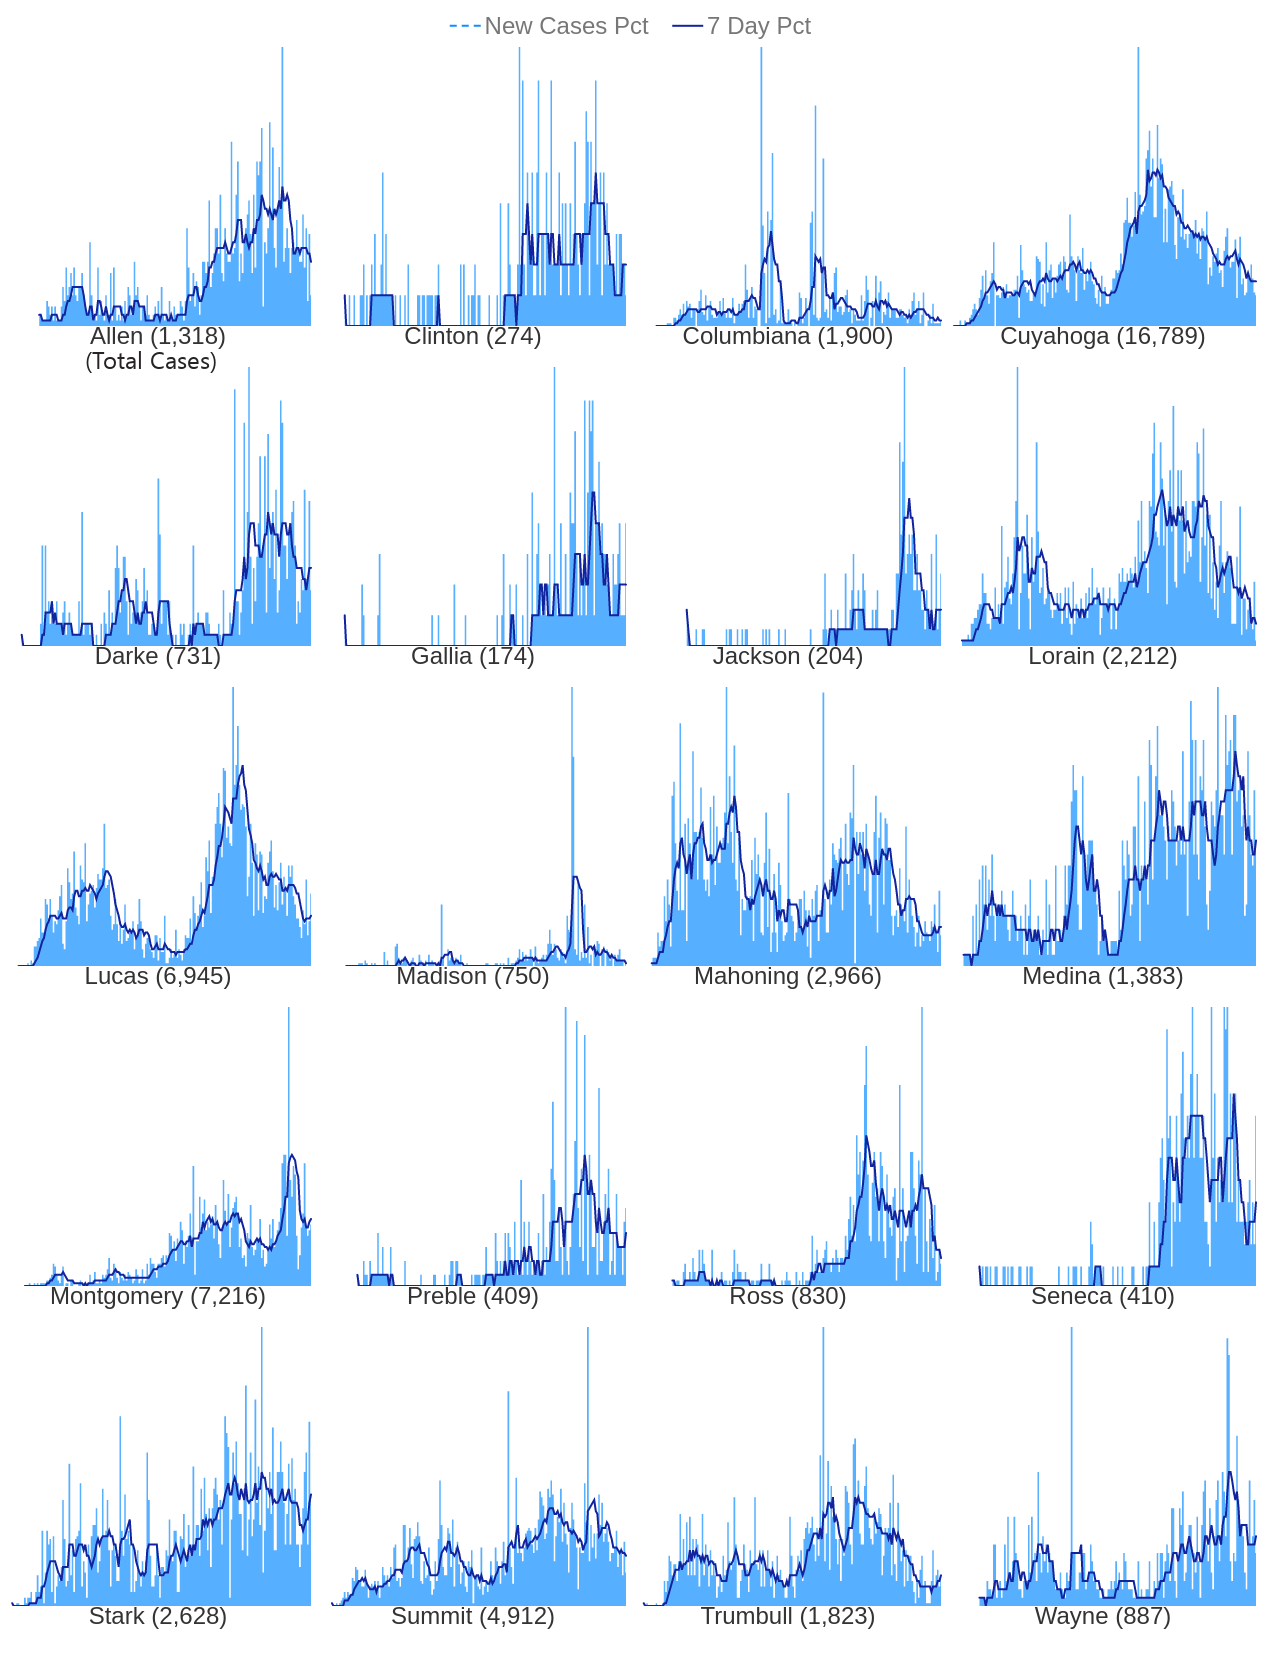 New Cases Pct 7 Day Pct
Allen (1,318) Clinton (274) Columbiana (1,900) Cuyahoga (16,789)
(Total Cases)
Darke (731) Gallia (174) Jackson (204) Lorain (2,212)
Lucas (6,945) Madison (750) Mahoning (2,966) Medina (1,383)
Montgomery (7,216) Preble (409) Ross (830) Seneca (410)
Stark (2,628) Summit (4,912) Trumbull (1,823) Wayne (887)